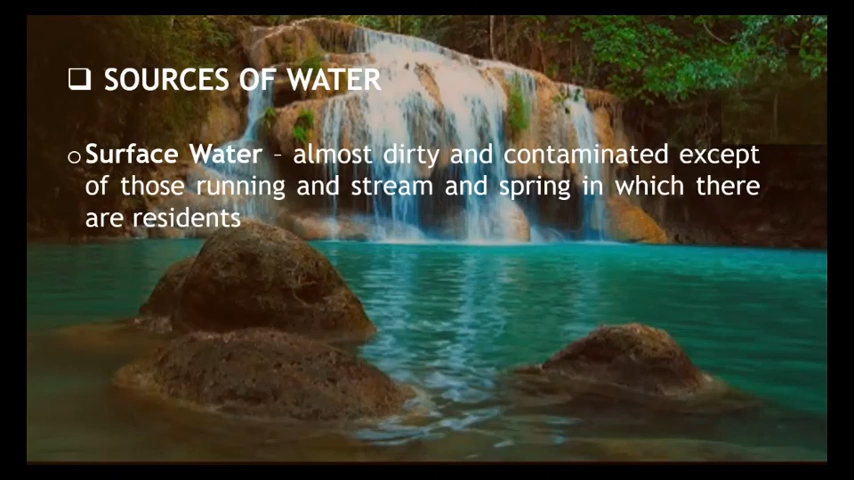 ❑ SOURCES OF WATER
o Surface Water – almost dirty and contaminated except
of those running and stream and spring in which there
are residents